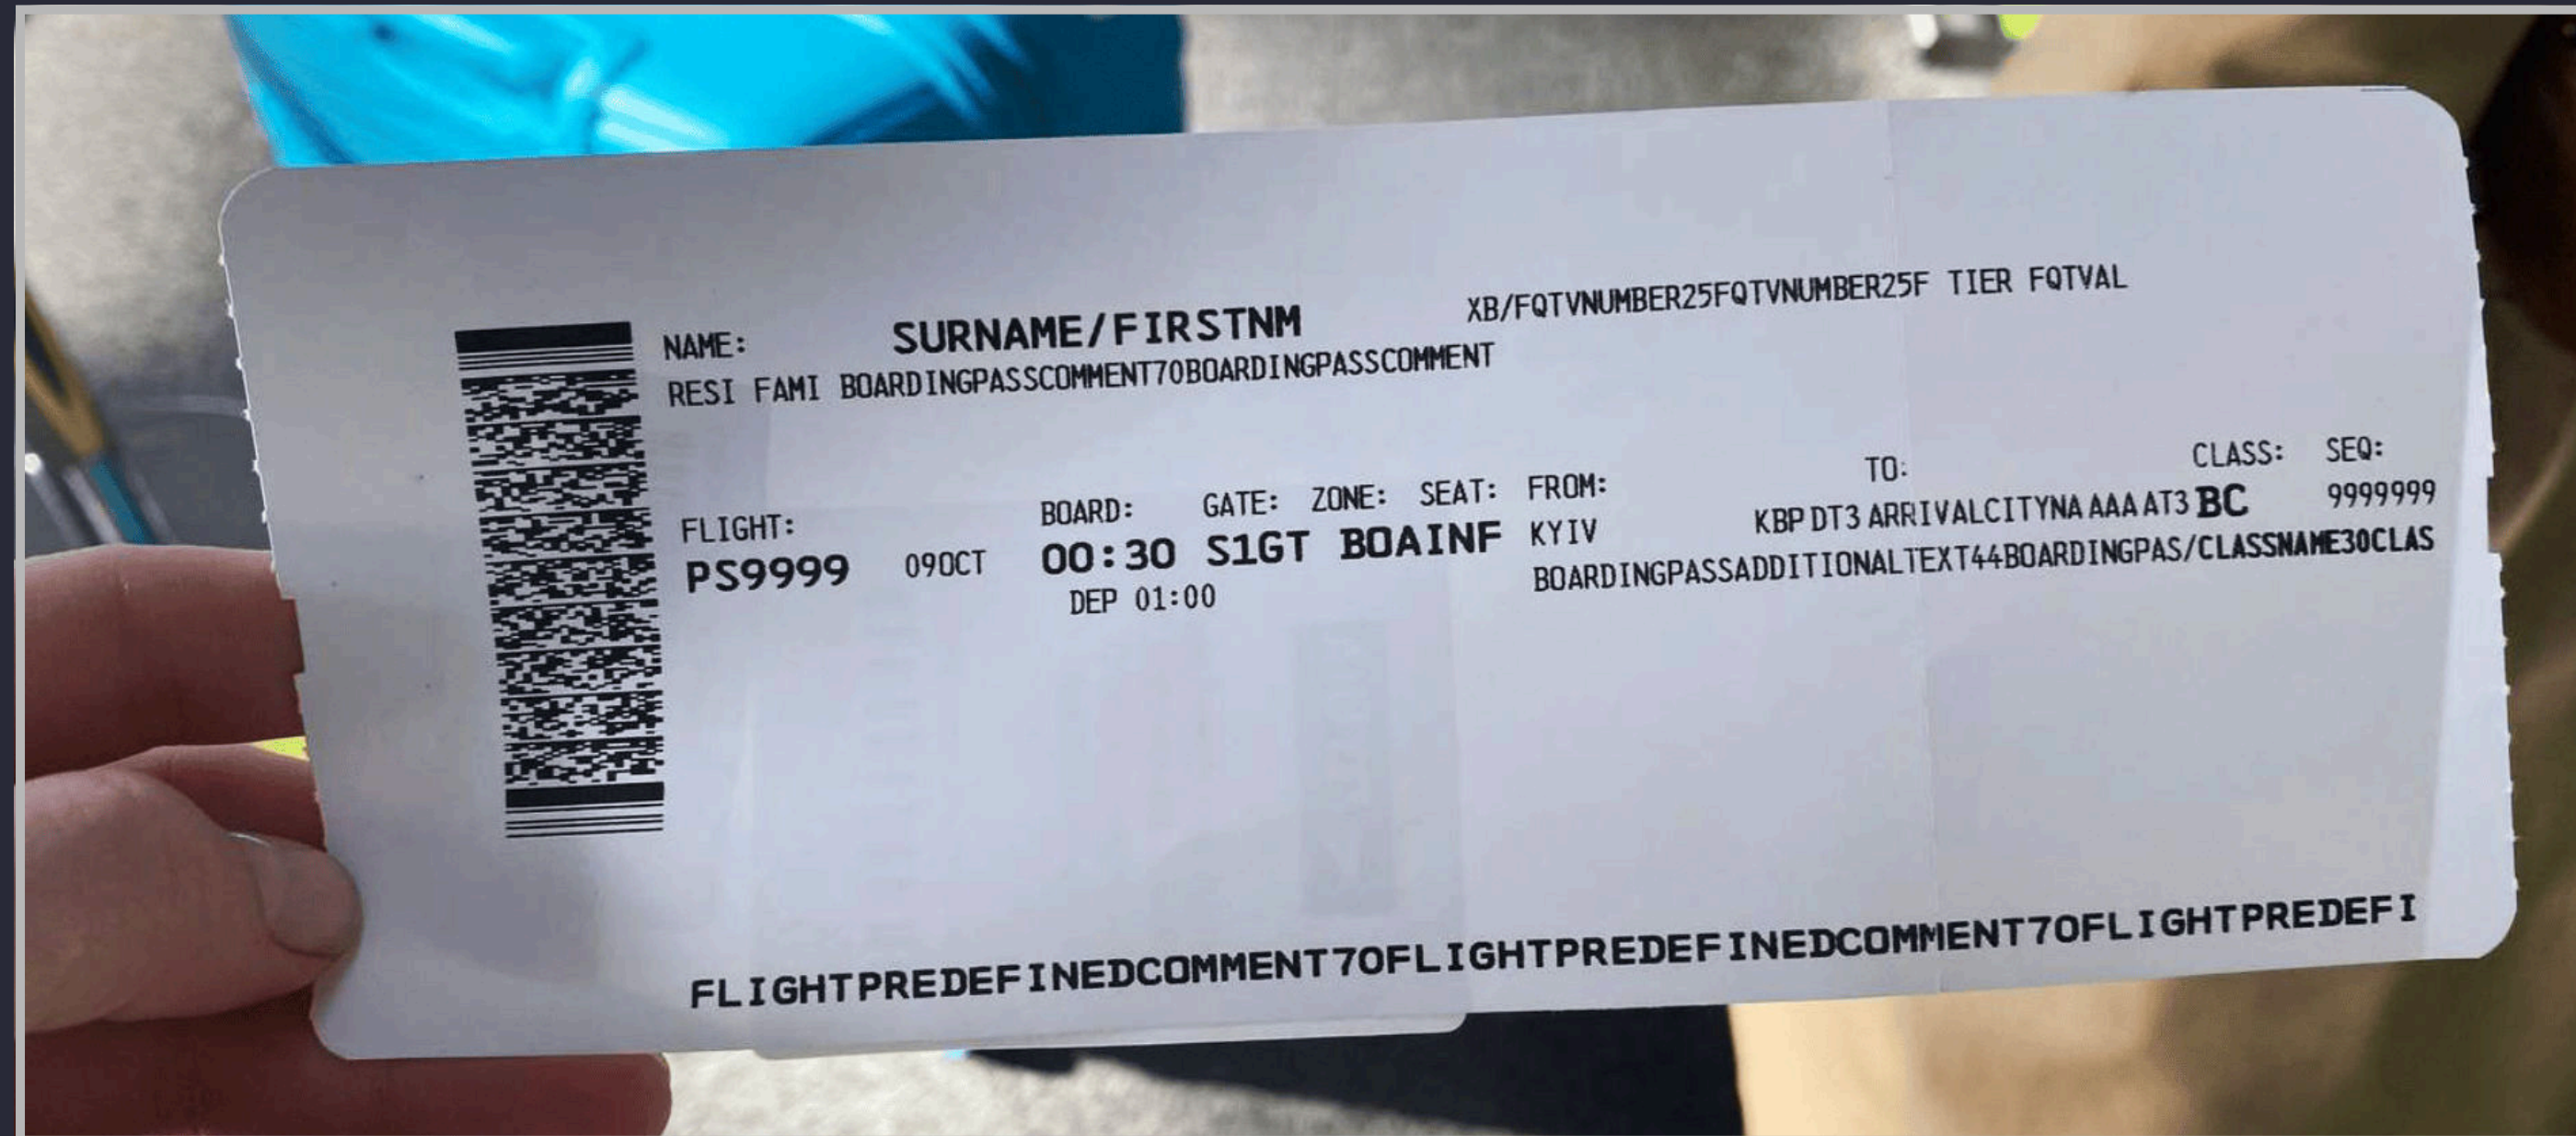 NAME: SURNAME/FIRSTNM XB/FQTVNUMBER25FQTVNUMBER25F TIER FQTVAL
RESI FAMI BOARDINGPASSCOMMENT70BOARDINGPASSCOMMENT
FLIGHT: BOARD: GATE: ZONE: SEAT: FROM: TO: CLASS: SEQ:
PS9999 09OCT 00:30 S1GT BOAINF KYIV KBP DT3 ARRIVALCITYNA AAA AT3 BC 9999999
DEP 01:00 BOARDINGPASSADDITIONALTEXT44BOARDINGPAS/CLASSNAME30CLAS
FLIGHTPREDEFINEDCOMMENT70FLIGHTPREDEFINEDCOMMENT70FLIGHTPREDEFI